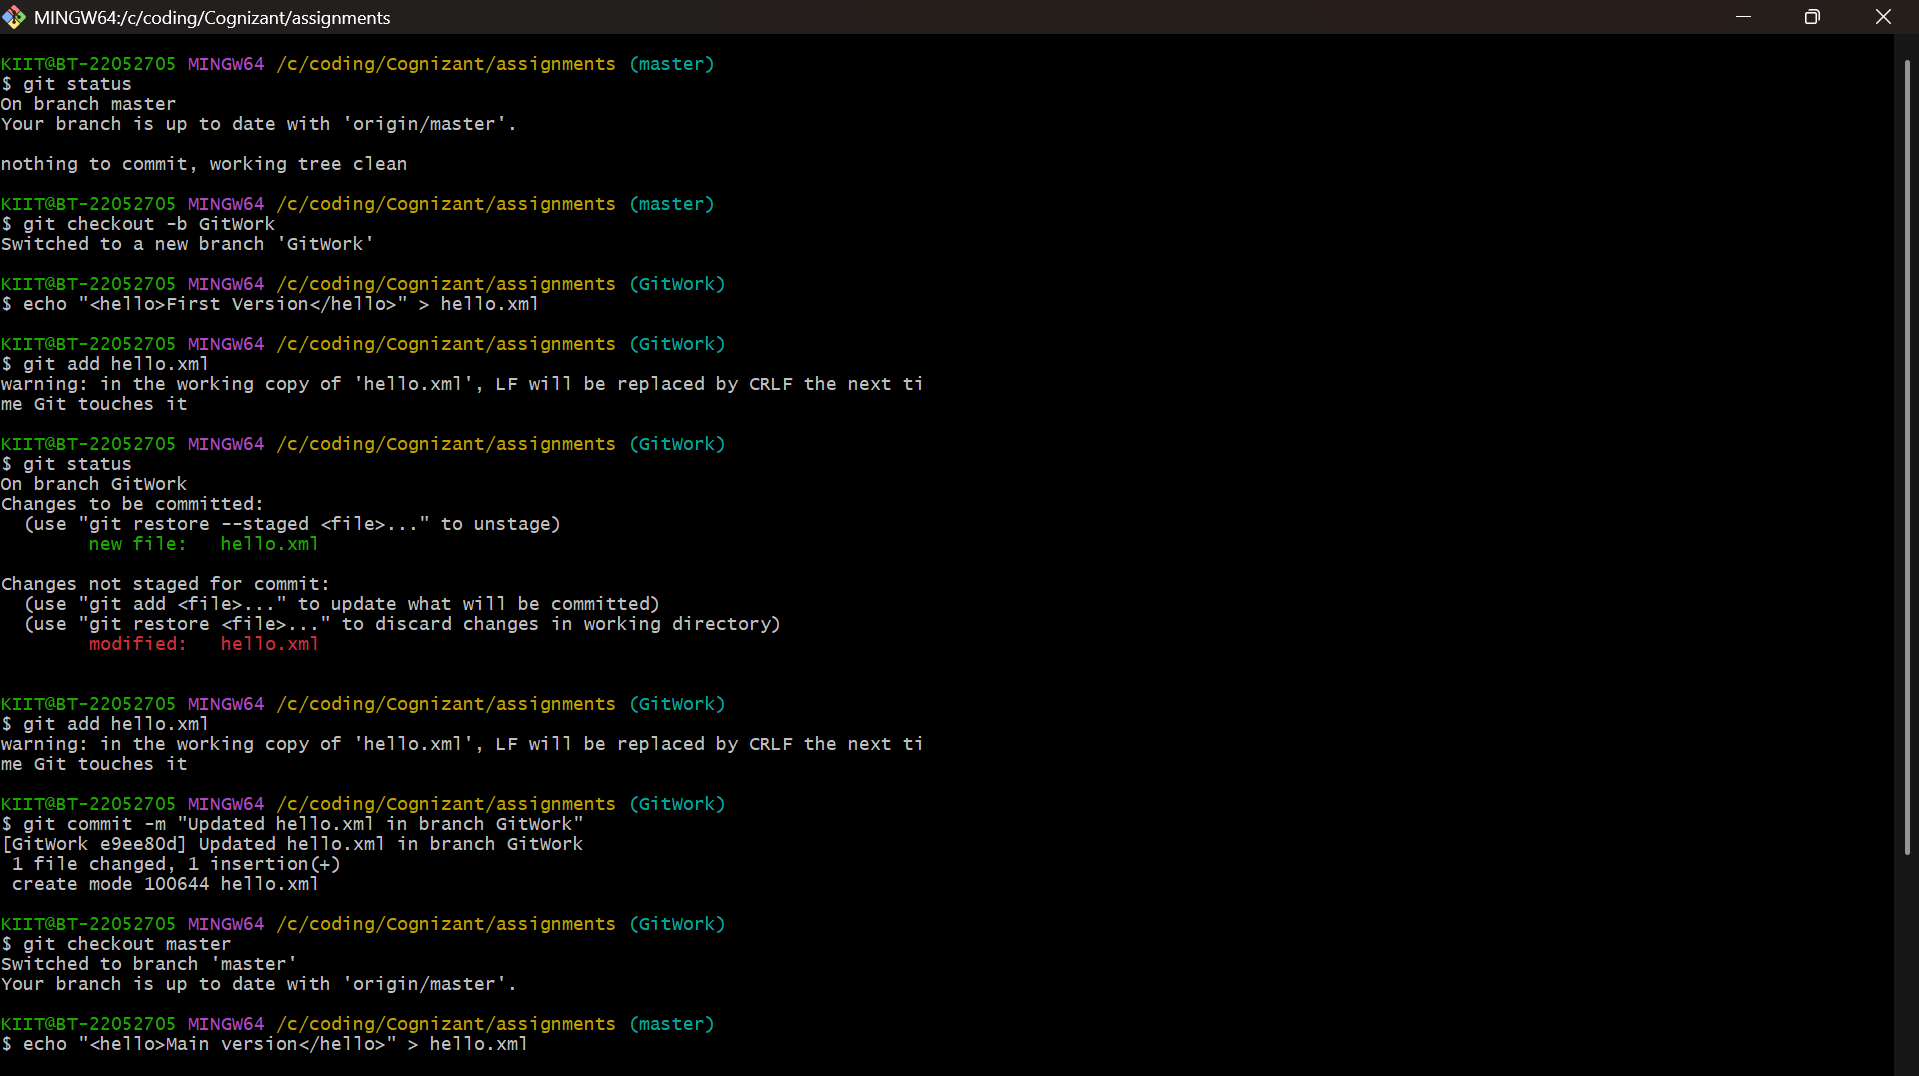 MINGW64:/c/coding/Cognizant/assignments
KIIT@BT-22052705 MINGW64 /c/coding/Cognizant/assignments (master)
$ git status
On branch master
Your branch is up to date with 'origin/master'.
nothing to commit, working tree clean
KIIT@BT-22052705 MINGW64 /c/coding/Cognizant/assignments (master)
$ git checkout -b GitWork
Switched to a new branch 'GitWork'
KIIT@BT-22052705 MINGW64 /c/coding/Cognizant/assignments (GitWork)
$ echo "<hello>First Version</hello>" > hello.xml
KIIT@BT-22052705 MINGW64 /c/coding/Cognizant/assignments (GitWork)
$ git add hello.xml
warning: in the working copy of 'hello.xml', LF will be replaced by CRLF the next ti
me Git touches it
KIIT@BT-22052705 MINGW64 /c/coding/Cognizant/assignments (GitWork)
$ git status
On branch GitWork
Changes to be committed:
  (use "git restore --staged <file>..." to unstage)
        new file:   hello.xml
Changes not staged for commit:
  (use "git add <file>..." to update what will be committed)
  (use "git restore <file>..." to discard changes in working directory)
        modified:   hello.xml
KIIT@BT-22052705 MINGW64 /c/coding/Cognizant/assignments (GitWork)
$ git add hello.xml
warning: in the working copy of 'hello.xml', LF will be replaced by CRLF the next ti
me Git touches it
KIIT@BT-22052705 MINGW64 /c/coding/Cognizant/assignments (GitWork)
$ git commit -m "Updated hello.xml in branch GitWork"
[GitWork e9ee80d] Updated hello.xml in branch GitWork
 1 file changed, 1 insertion(+)
 create mode 100644 hello.xml
KIIT@BT-22052705 MINGW64 /c/coding/Cognizant/assignments (GitWork)
$ git checkout master
Switched to branch 'master'
Your branch is up to date with 'origin/master'.
KIIT@BT-22052705 MINGW64 /c/coding/Cognizant/assignments (master)
$ echo "<hello>Main version</hello>" > hello.xml